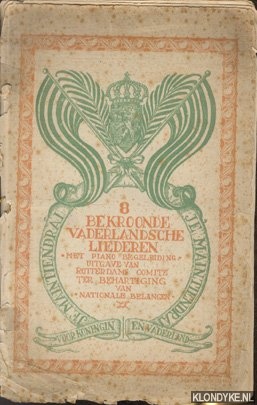 8
BEKROONDE
VADERLANDSCHE
LIEDEREN
MET PIANO BEGELEIDING
UITGAVE VAN
ROTTERDAMS COMITÉ
TER BEHARTIGING
VAN
NATIONALE BELANGEN
JE MAINTIENDRAI
JE MAINTIENDRAI
VOOR KONINGIN EN VADERLAND
KLONDYKE.NL